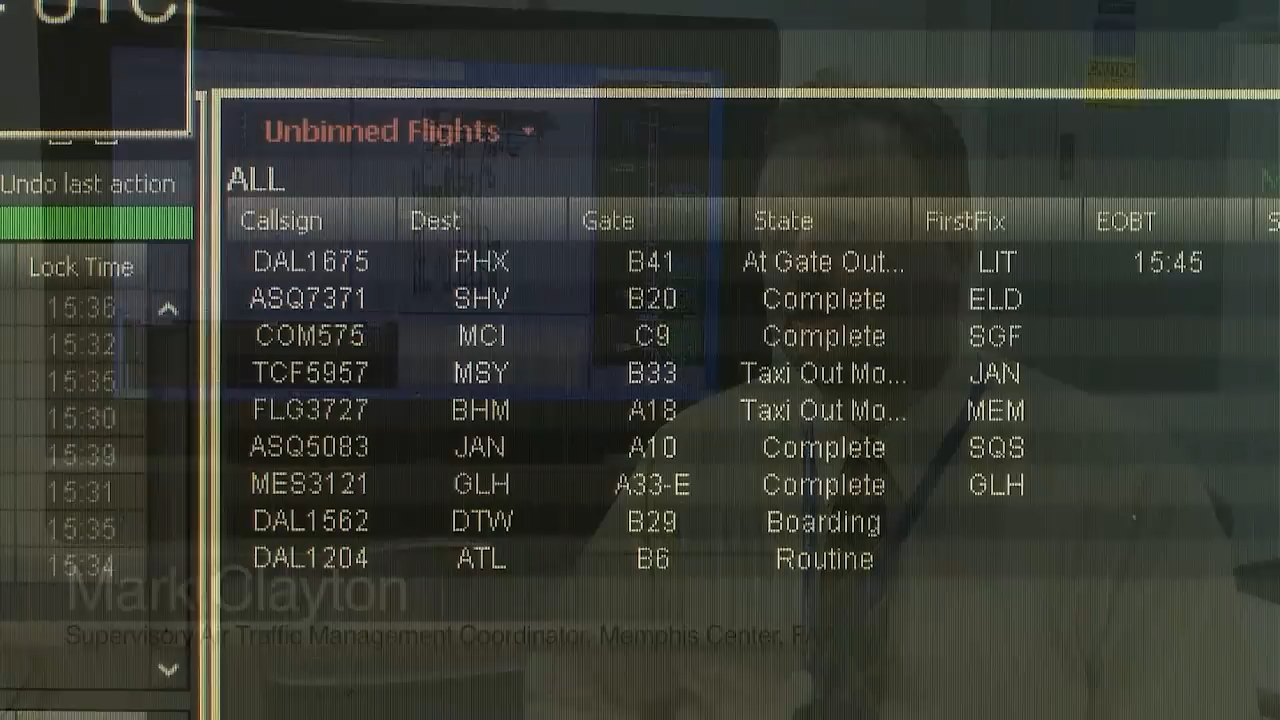 UTC
Undo last action
Lock Time
15:36
15:32
15:35
15:30
15:39
15:31
15:35
15:34
Unbinned Flights
ALL
Callsign Dest Gate State FirstFix EOBT
DAL1675 PHX B41 At Gate Out... LIT 15:45
ASQ7371 SHV B20 Complete ELD
COM575 MCI C9 Complete SGF
TCF5957 MSY B33 Taxi Out Mo... JAN
FLG3727 BHM A18 Taxi Out Mo... MEM
ASQ5083 JAN A10 Complete SQS
MES3121 GLH A33-E Complete GLH
DAL1562 DTW B29 Boarding
DAL1204 ATL B6 Routine
CAUTION
Mark Clayton
Supervisory Air Traffic Management Coordinator, Memphis Center,